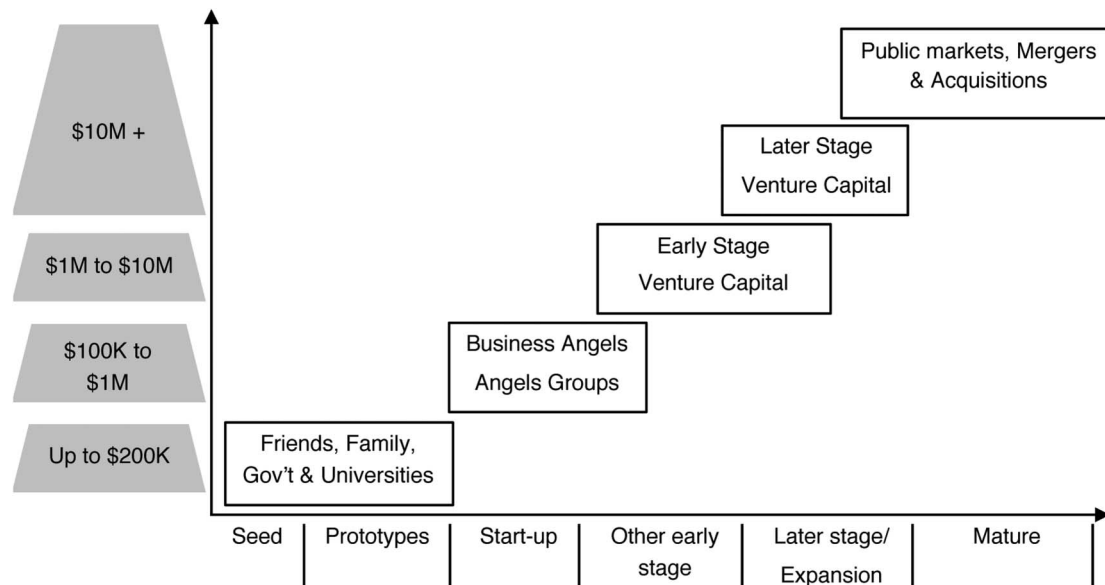 Public markets, Mergers
& Acquisitions
$10M +
Later Stage
Venture Capital
$1M to $10M
Early Stage
Venture Capital
$100K to
$1M
Business Angels
Angels Groups
Up to $200K
Friends, Family,
Gov't & Universities
Seed
Prototypes
Start-up
Other early
stage
Later stage/
Expansion
Mature